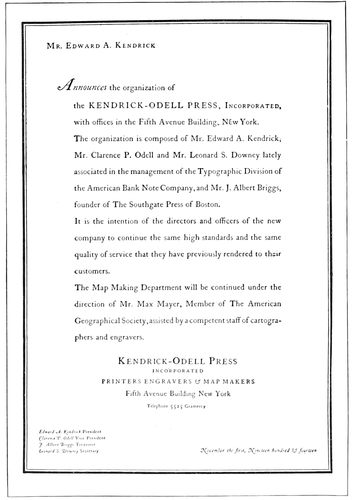 Mr. Edward A. Kendrick
Announces the organization of
the KENDRICK-ODELL PRESS, Incorporated,
with offices in the Fifth Avenue Building, New York.
The organization is composed of Mr. Edward A. Kendrick,
Mr. Clarence P. Odell and Mr. Leonard S. Downey lately
associated in the management of the Typographic Division of
the American Bank Note Company, and Mr. J. Albert Briggs,
founder of The Southgate Press of Boston.
It is the intention of the directors and officers of the new
company to continue the same high standards and the same
quality of service that they have previously rendered to their
customers.
The Map Making Department will be continued under the
direction of Mr. Max Mayer, Member of The American
Geographical Society, assisted by a competent staff of cartogra-
phers and engravers.
Kendrick-Odell Press
INCORPORATED
PRINTERS ENGRAVERS & MAP MAKERS
Fifth Avenue Building New York
Telephone 5525 Gramercy
Edward A. Kendrick President
Clarence P. Odell Vice President
J. Albert Briggs Treasurer
Leonard S. Downey Secretary
November the first, Nineteen hundred & fourteen